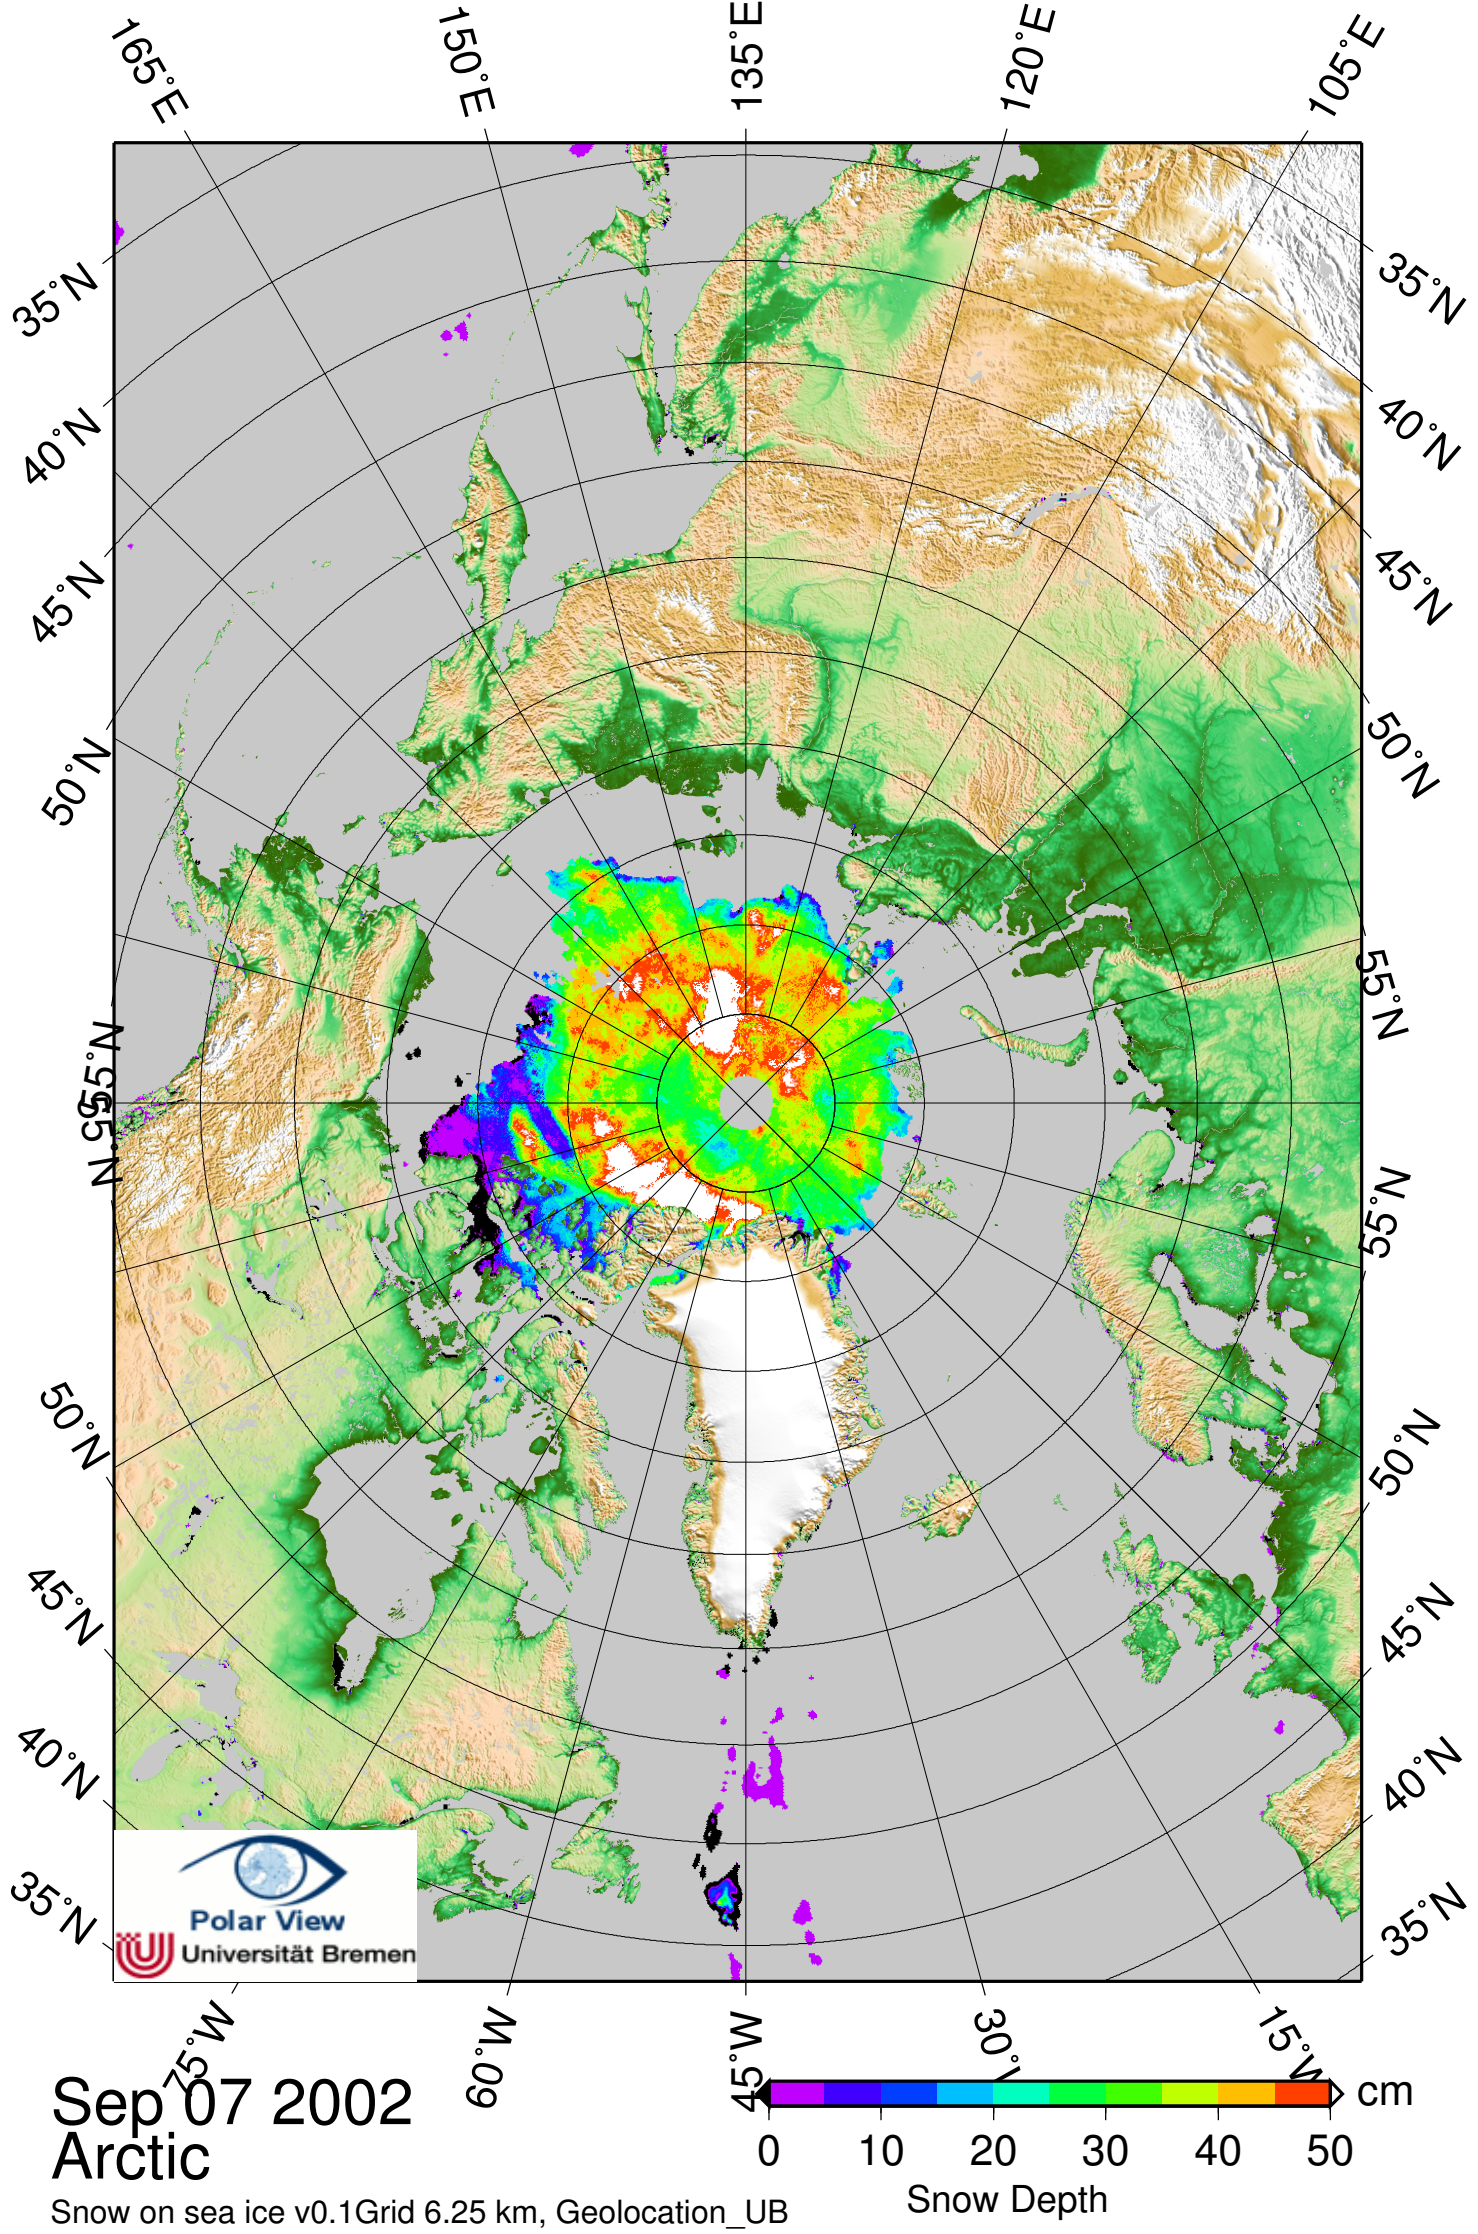 165°E 150°E 135°E 120°E 105°E
35°N 35°N
40°N 40°N
45°N 45°N
50°N 50°N
55°N 55°N
55°N 55°N
50°N 50°N
45°N 45°N
40°N 40°N
35°N 35°N
Polar View
Universität Bremen
75°W 60°W 45°W 30°W 15°W
Sep 07 2002
Arctic
Snow on sea ice v0.1Grid 6.25 km, Geolocation_UB
cm
0 10 20 30 40 50
Snow Depth